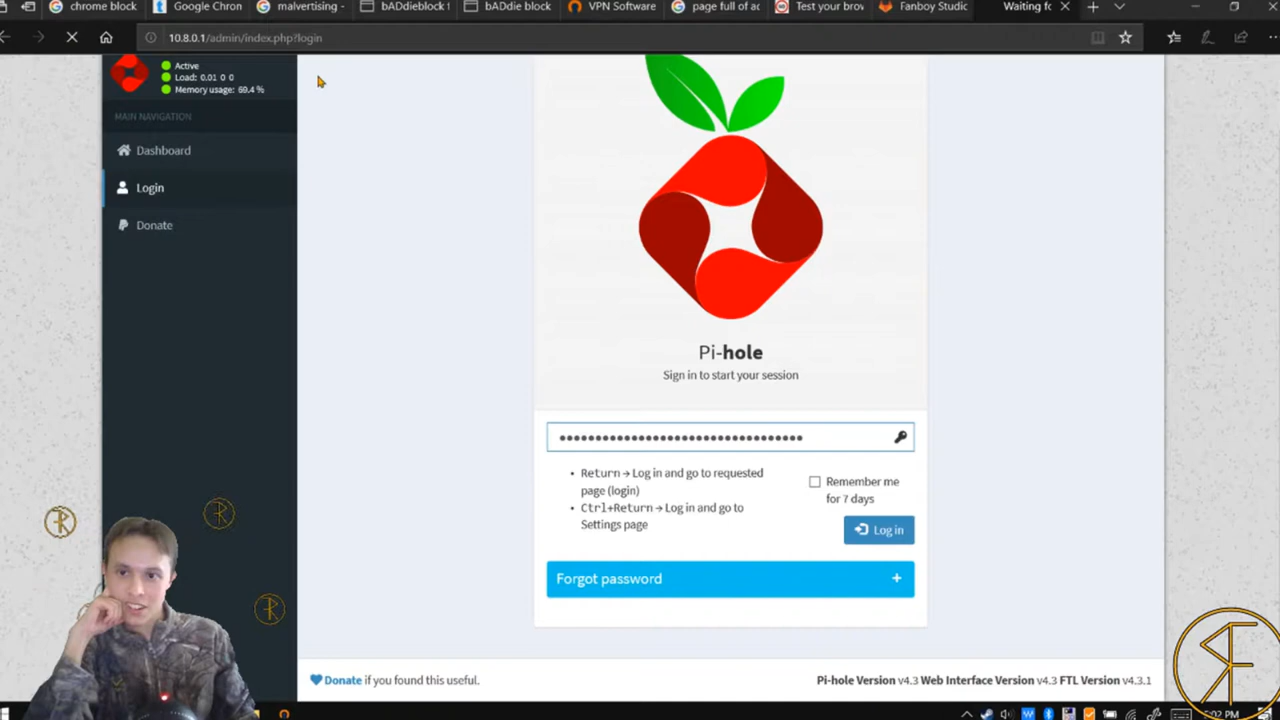 chrome block
Google Chron
malvertising -
bADdieblock t
bADdie block
VPN Software
page full of ac
Test your brow
Fanboy Studic
Waiting fo
10.8.0.1/admin/index.php?login
Active
Load: 0.01 0 0
Memory usage: 69.4 %
MAIN NAVIGATION
Dashboard
Login
Donate
Pi-hole
Sign in to start your session
Return → Log in and go to requested
page (login)
Ctrl+Return → Log in and go to
Settings page
Remember me
for 7 days
Log in
Forgot password
Donate if you found this useful.
Pi-hole Version v4.3 Web Interface Version v4.3 FTL Version v4.3.1
:02 PM